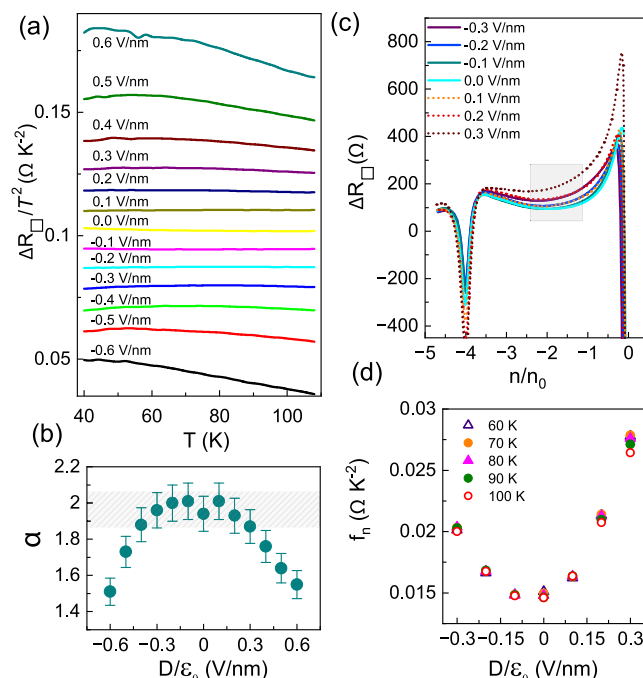 (a)
0.6 V/nm
0.5 V/nm
0.4 V/nm
0.3 V/nm
0.2 V/nm
0.1 V/nm
0.0 V/nm
-0.1 V/nm
-0.2 V/nm
-0.3 V/nm
-0.4 V/nm
-0.5 V/nm
-0.6 V/nm
0.15
0.1
0.05
ΔR□/T² (Ω K⁻²)
40 60 80 100
T (K)
(b)
2.2
2.0
1.8
1.6
1.4
α
-0.6 -0.3 0 0.3 0.6
D/ε₀ (V/nm)
(c)
-0.3 V/nm
-0.2 V/nm
-0.1 V/nm
0.0 V/nm
0.1 V/nm
0.2 V/nm
0.3 V/nm
800
600
400
200
0
-200
-400
ΔR□(Ω)
-5 -4 -3 -2 -1 0
n/n₀
(d)
60 K
70 K
80 K
90 K
100 K
0.03
0.025
0.02
0.015
fₙ (Ω K⁻²)
-0.3 -0.15 0 0.15 0.3
D/ε₀ (V/nm)